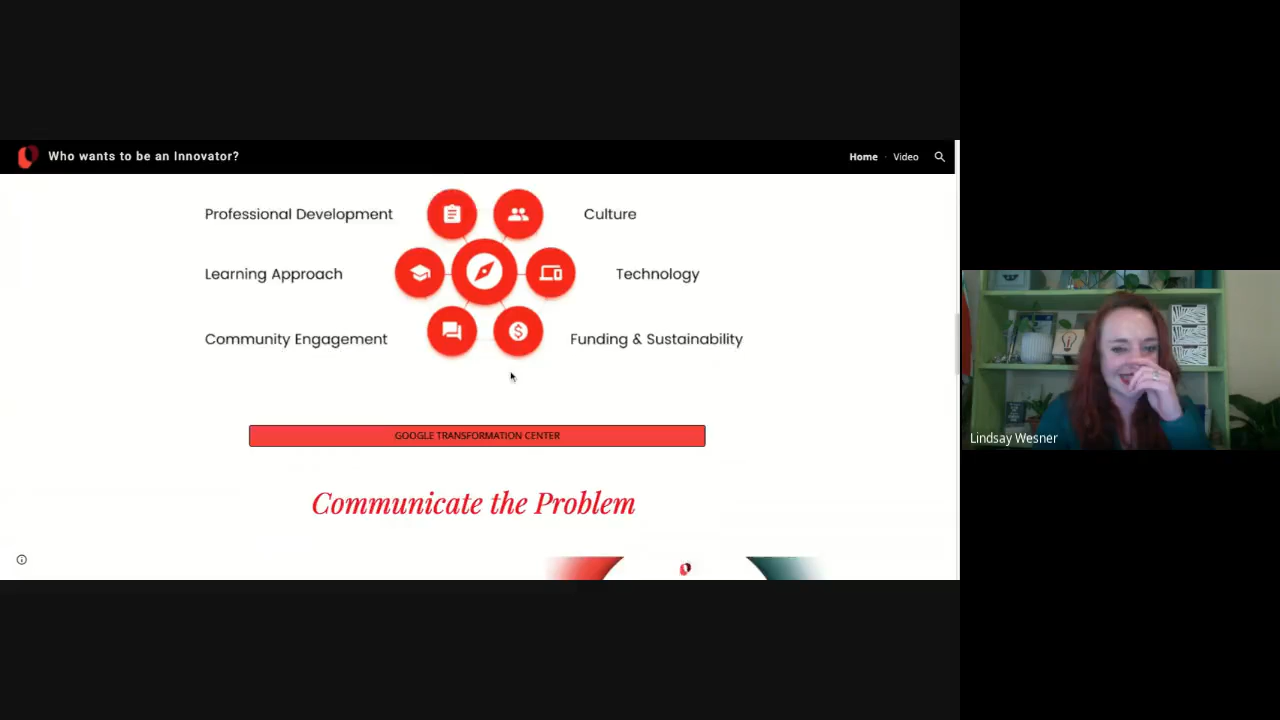 Who wants to be an Innovator?
Home · Video
Professional Development
Culture
Learning Approach
Technology
Community Engagement
Funding & Sustainability
GOOGLE TRANSFORMATION CENTER
Communicate the Problem
Lindsay Wesner